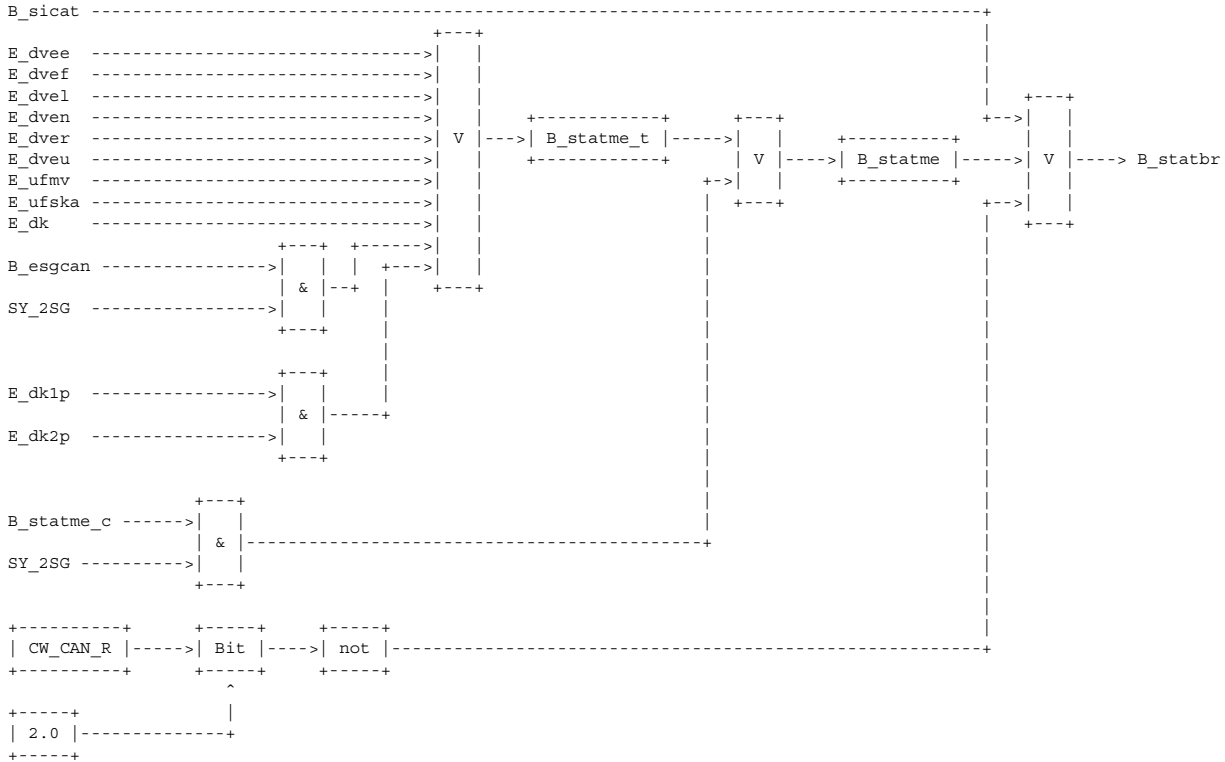 B_sicat
E_dvee
E_dvef
E_dvel
E_dven
E_dver V B_statme_t
E_dveu V B_statme V B_statbr
E_ufmv
E_ufska
E_dk
B_esgcan
&
SY_2SG
E_dk1p
&
E_dk2p
B_statme_c
&
SY_2SG
CW_CAN_R Bit not
2.0